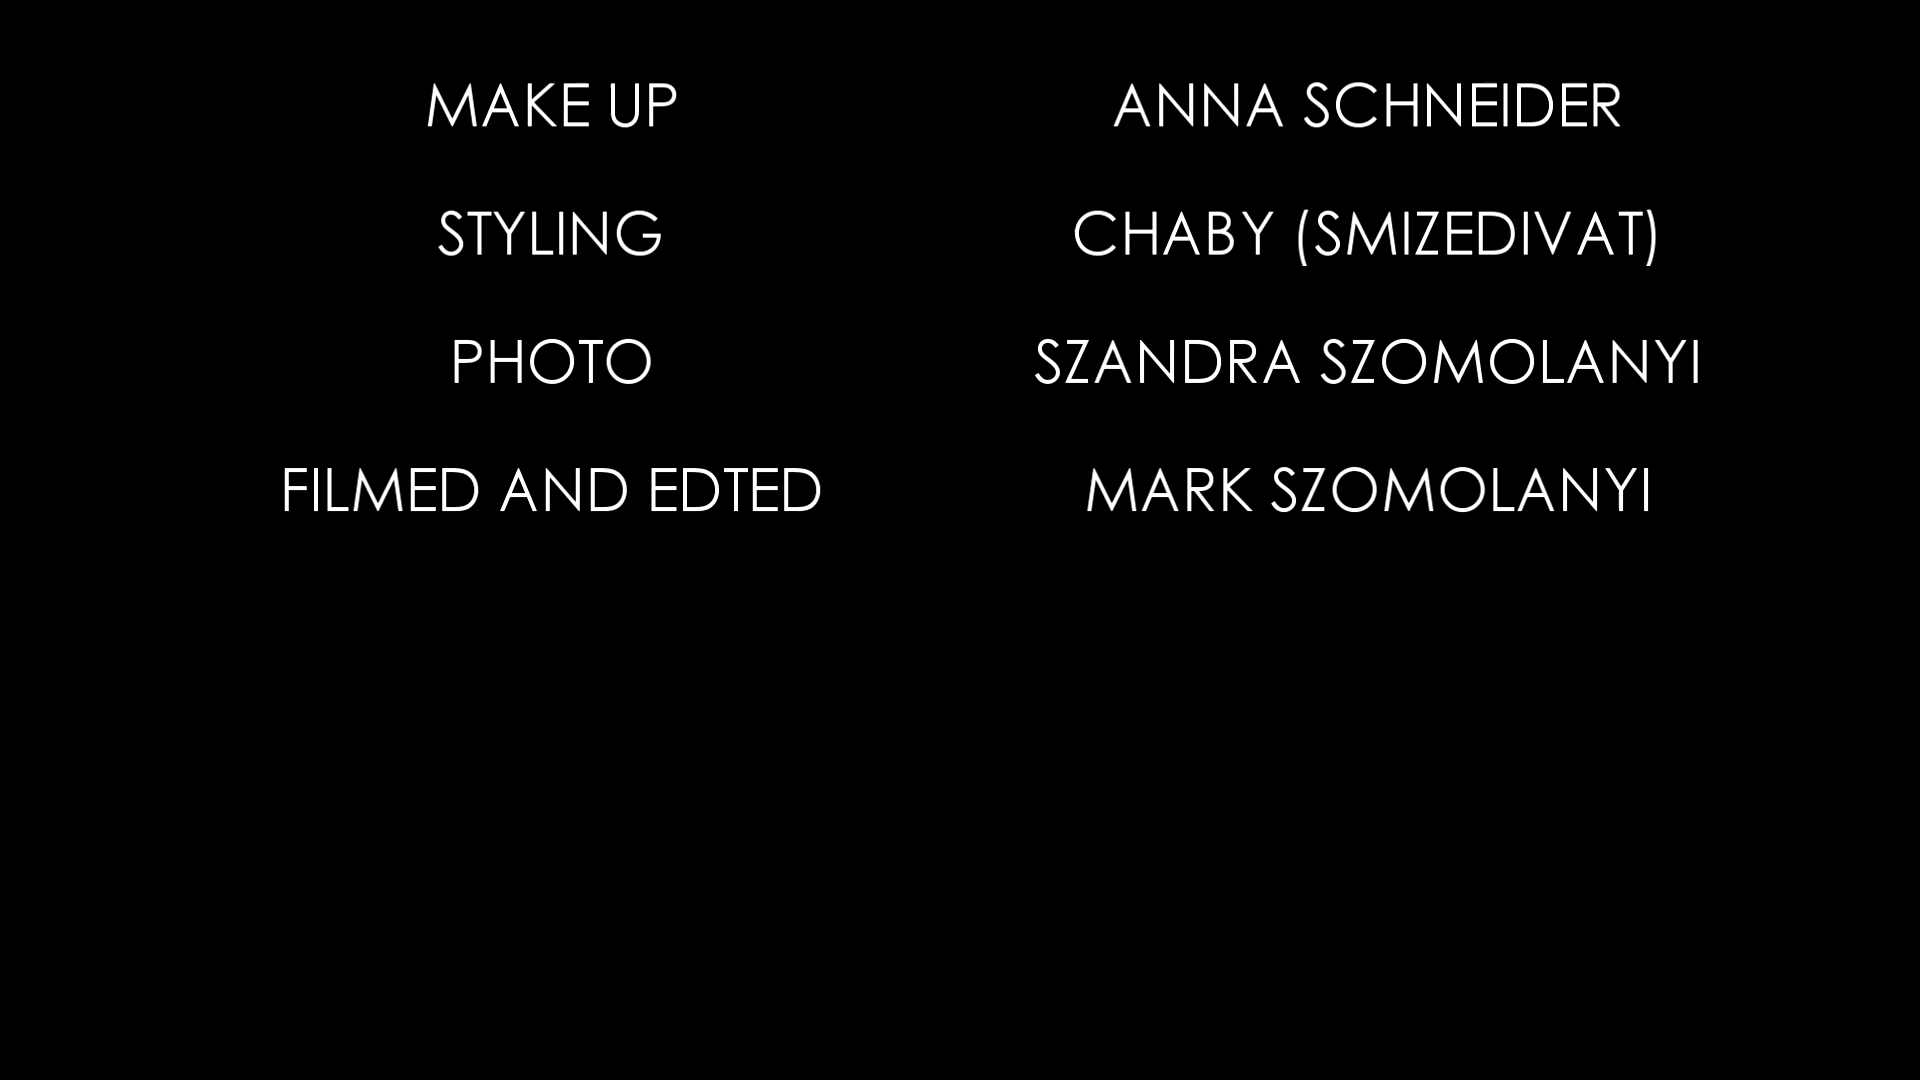 MAKE UP ANNA SCHNEIDER
STYLING CHABY (SMIZEDIVAT)
PHOTO SZANDRA SZOMOLANYI
FILMED AND EDTED MARK SZOMOLANYI